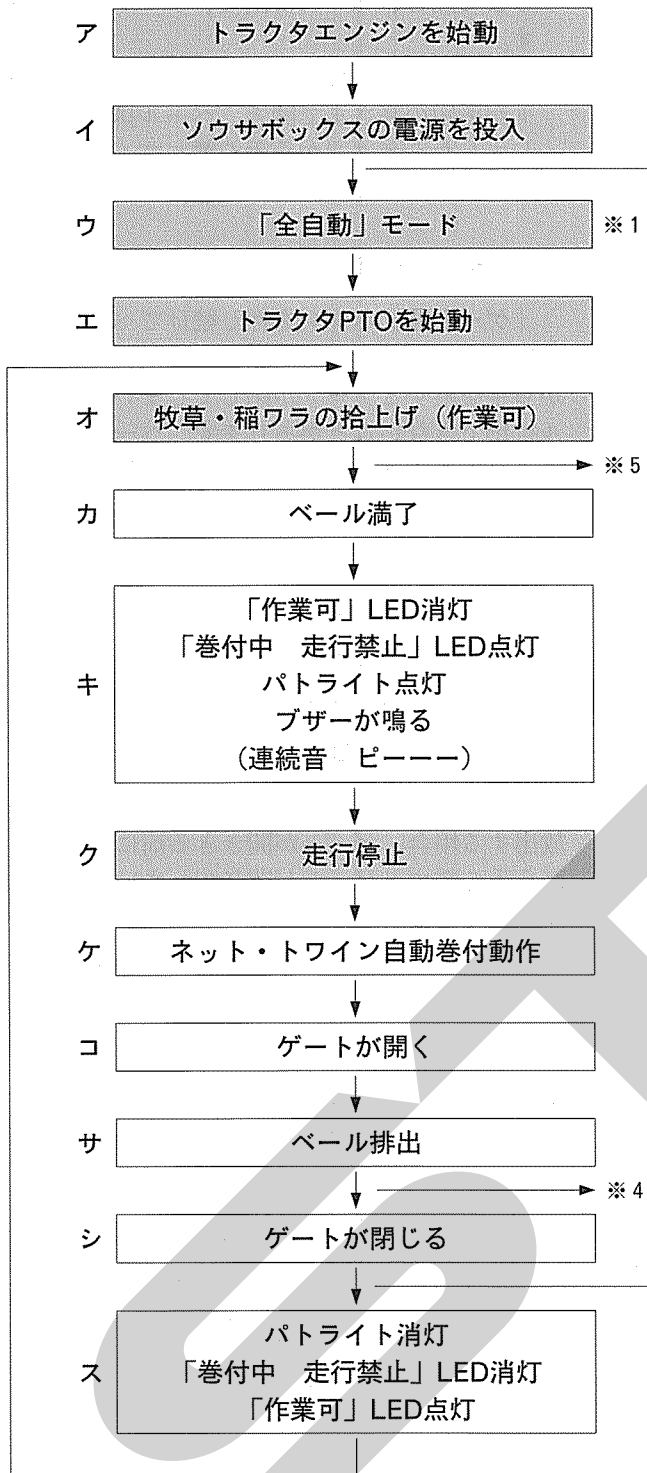 ア トラクタエンジンを始動
イ ソウサボックスの電源を投入
ウ 「全自動」モード ※1
エ トラクタPTOを始動
オ 牧草・稲ワラの拾上げ（作業可）
※5
カ ベール満了
「作業可」LED消灯
「巻付中　走行禁止」LED点灯
キ パトライト点灯
ブザーが鳴る
（連続音　ピーーー）
ク 走行停止
ケ ネット・トワイン自動巻付動作
コ ゲートが開く
サ ベール排出
※4
シ ゲートが閉じる
パトライト消灯
ス 「巻付中　走行禁止」LED消灯
「作業可」LED点灯